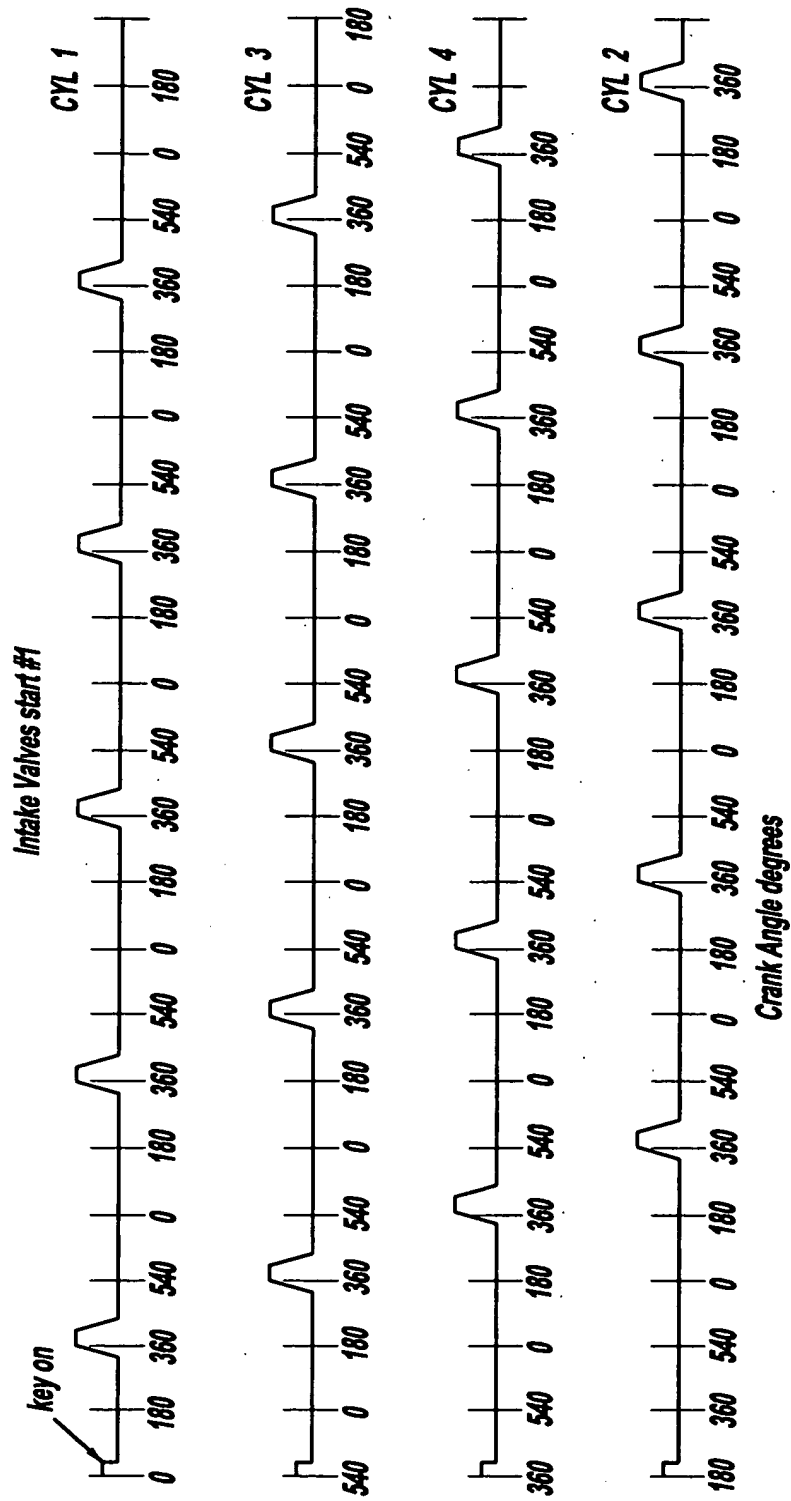 Intake Valves start #1
key on
CYL 1
0 180 360 540 0 180 360 540 0 180 360 540 0 180 360 540 0 180 360 540 0 180
CYL 3
540 0 180 360 540 0 180 360 540 0 180 360 540 0 180 360 540 0 180 360 540 0 180
CYL 4
360 540 0 180 360 540 0 180 360 540 0 180 360 540 0 180 360 540 0 180 360
CYL 2
180 360 540 0 180 360 540 0 180 360 540 0 180 360 540 0 180 360 540 0 180 360
Crank Angle degrees